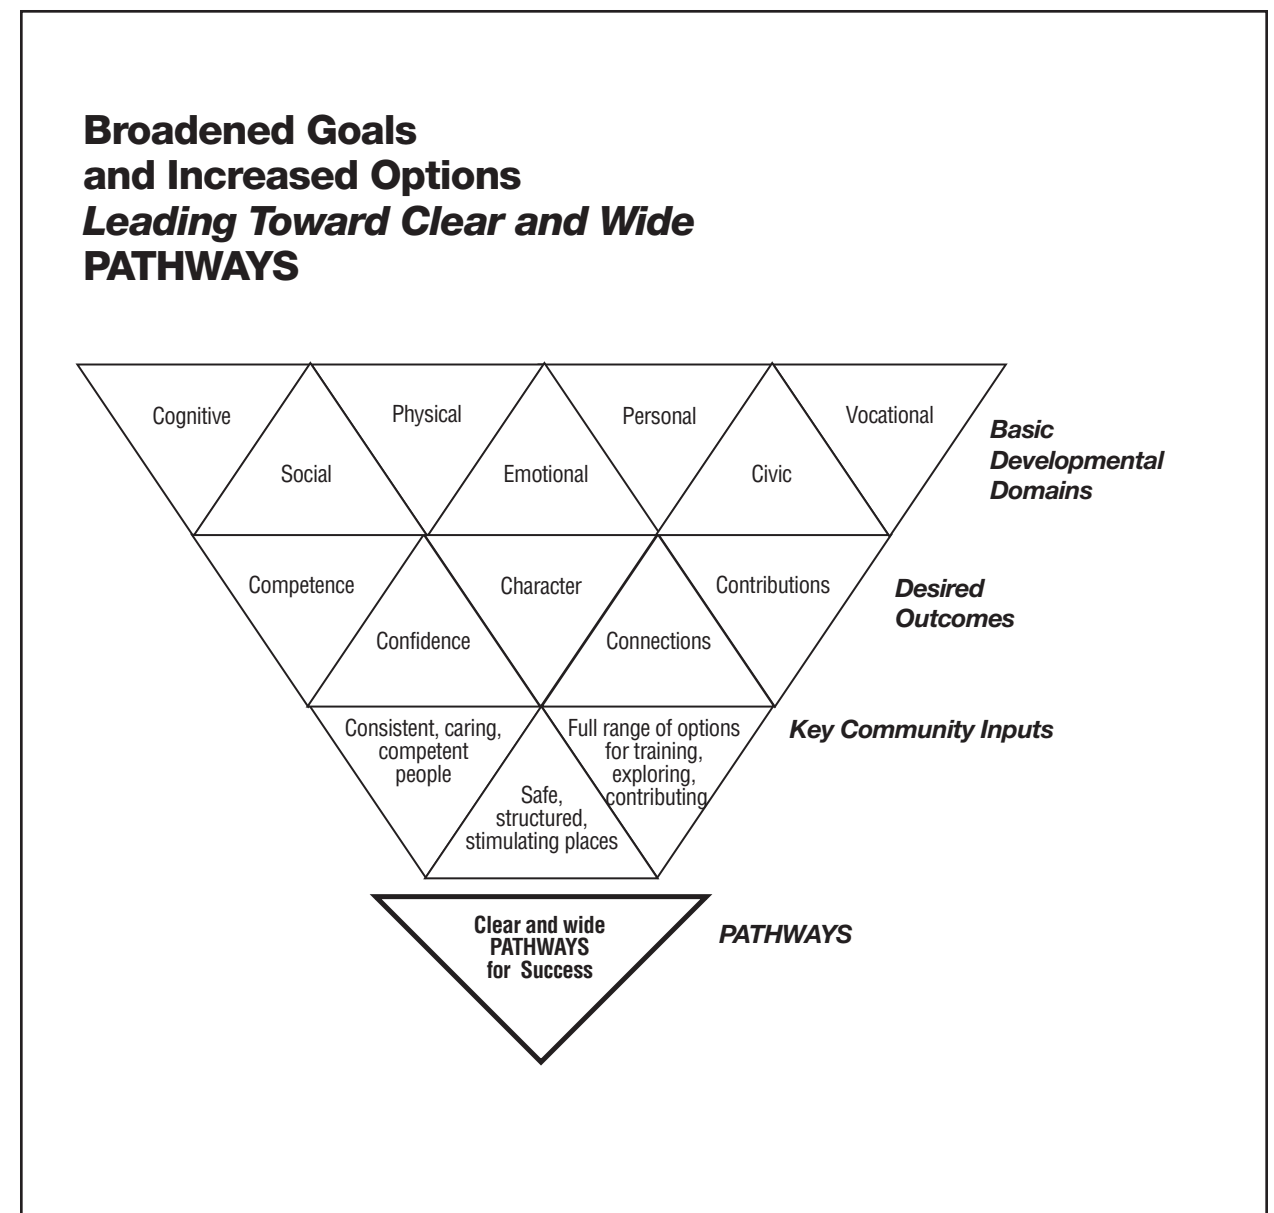 Broadened Goals
and Increased Options
Leading Toward Clear and Wide
PATHWAYS
Cognitive
Physical
Personal
Vocational
Social
Emotional
Civic
Basic
Developmental
Domains
Competence
Character
Contributions
Confidence
Connections
Desired
Outcomes
Consistent, caring,
competent
people
Safe,
structured,
stimulating places
Full range of options
for training,
exploring,
contributing
Key Community Inputs
Clear and wide
PATHWAYS
for Success
PATHWAYS